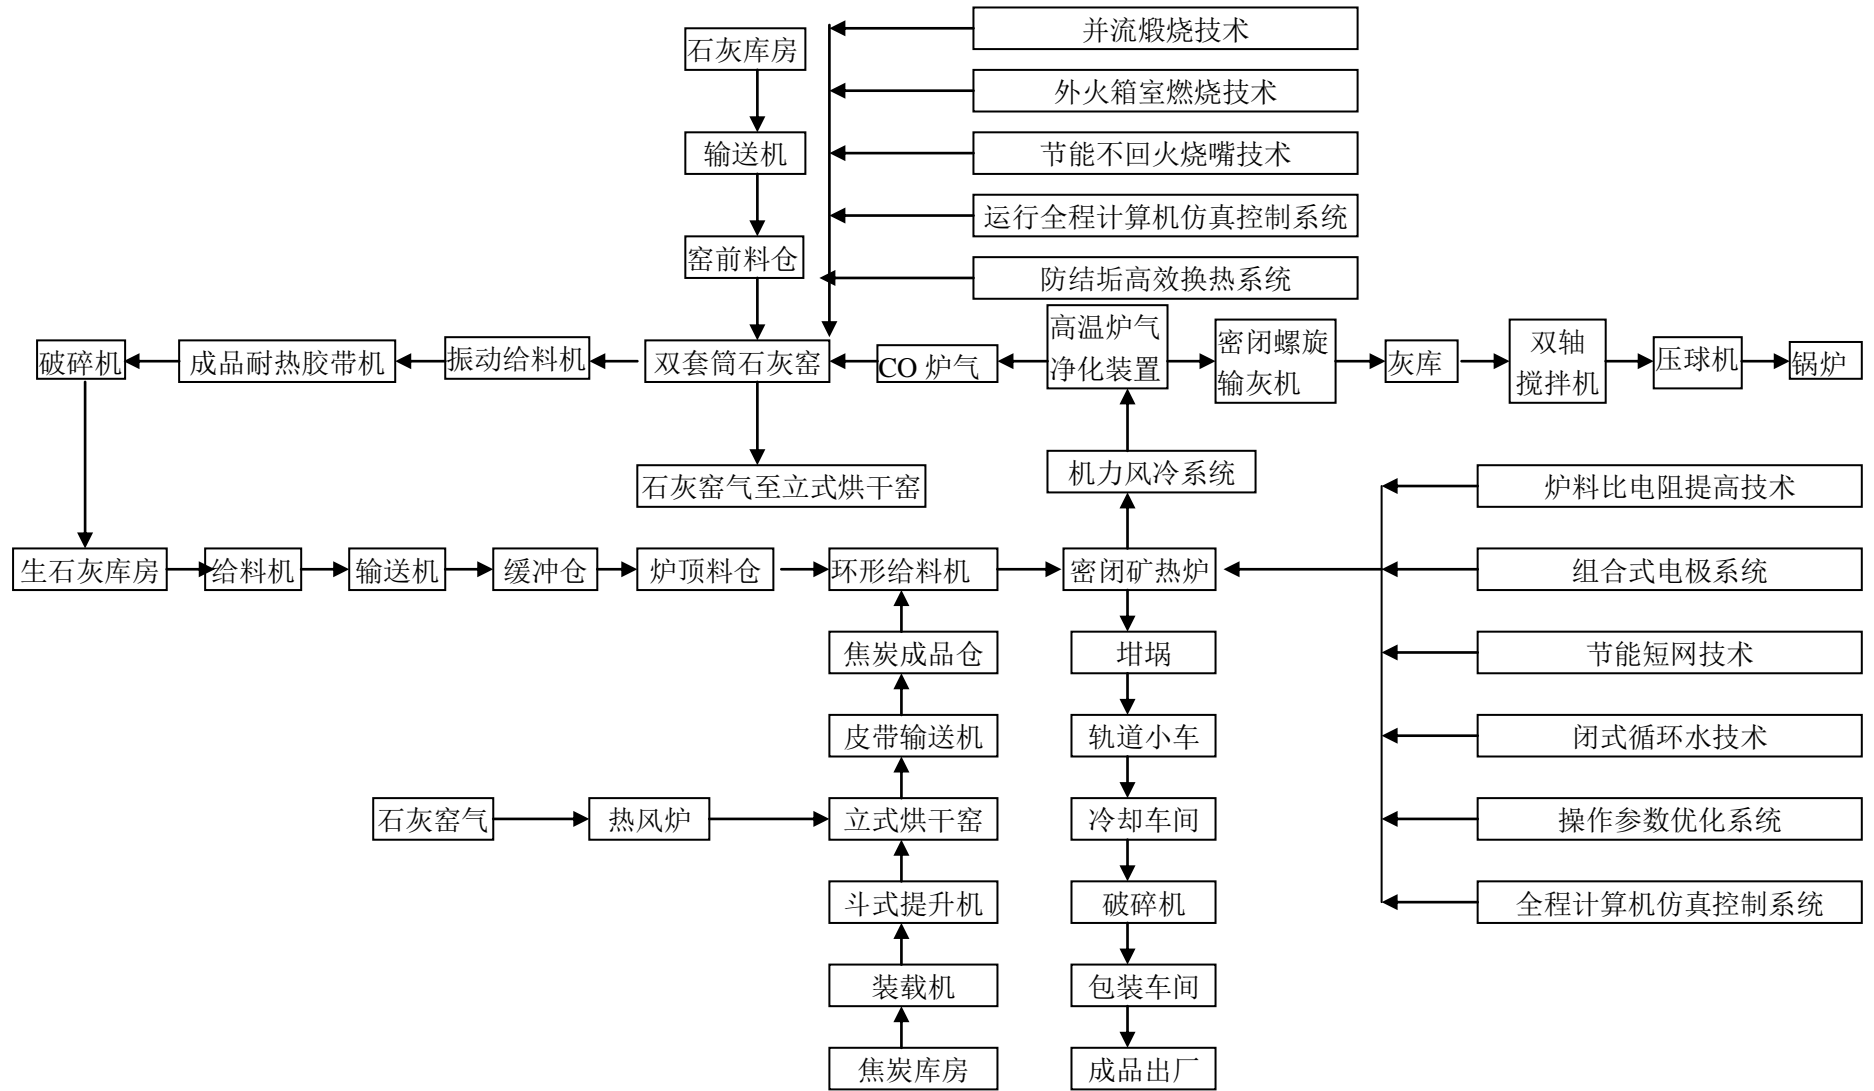 并流煅烧技术
石灰库房
外火箱室燃烧技术
输送机
节能不回火烧嘴技术
运行全程计算机仿真控制系统
窑前料仓
防结垢高效换热系统
破碎机
成品耐热胶带机
振动给料机
双套筒石灰窑
CO 炉气
高温炉气
净化装置
密闭螺旋
输灰机
灰库
双轴
搅拌机
压球机
锅炉
石灰窑气至立式烘干窑
机力风冷系统
炉料比电阻提高技术
生石灰库房
给料机
输送机
缓冲仓
炉顶料仓
环形给料机
密闭矿热炉
组合式电极系统
焦炭成品仓
坩埚
节能短网技术
皮带输送机
轨道小车
闭式循环水技术
石灰窑气
热风炉
立式烘干窑
冷却车间
操作参数优化系统
斗式提升机
破碎机
全程计算机仿真控制系统
装载机
包装车间
焦炭库房
成品出厂